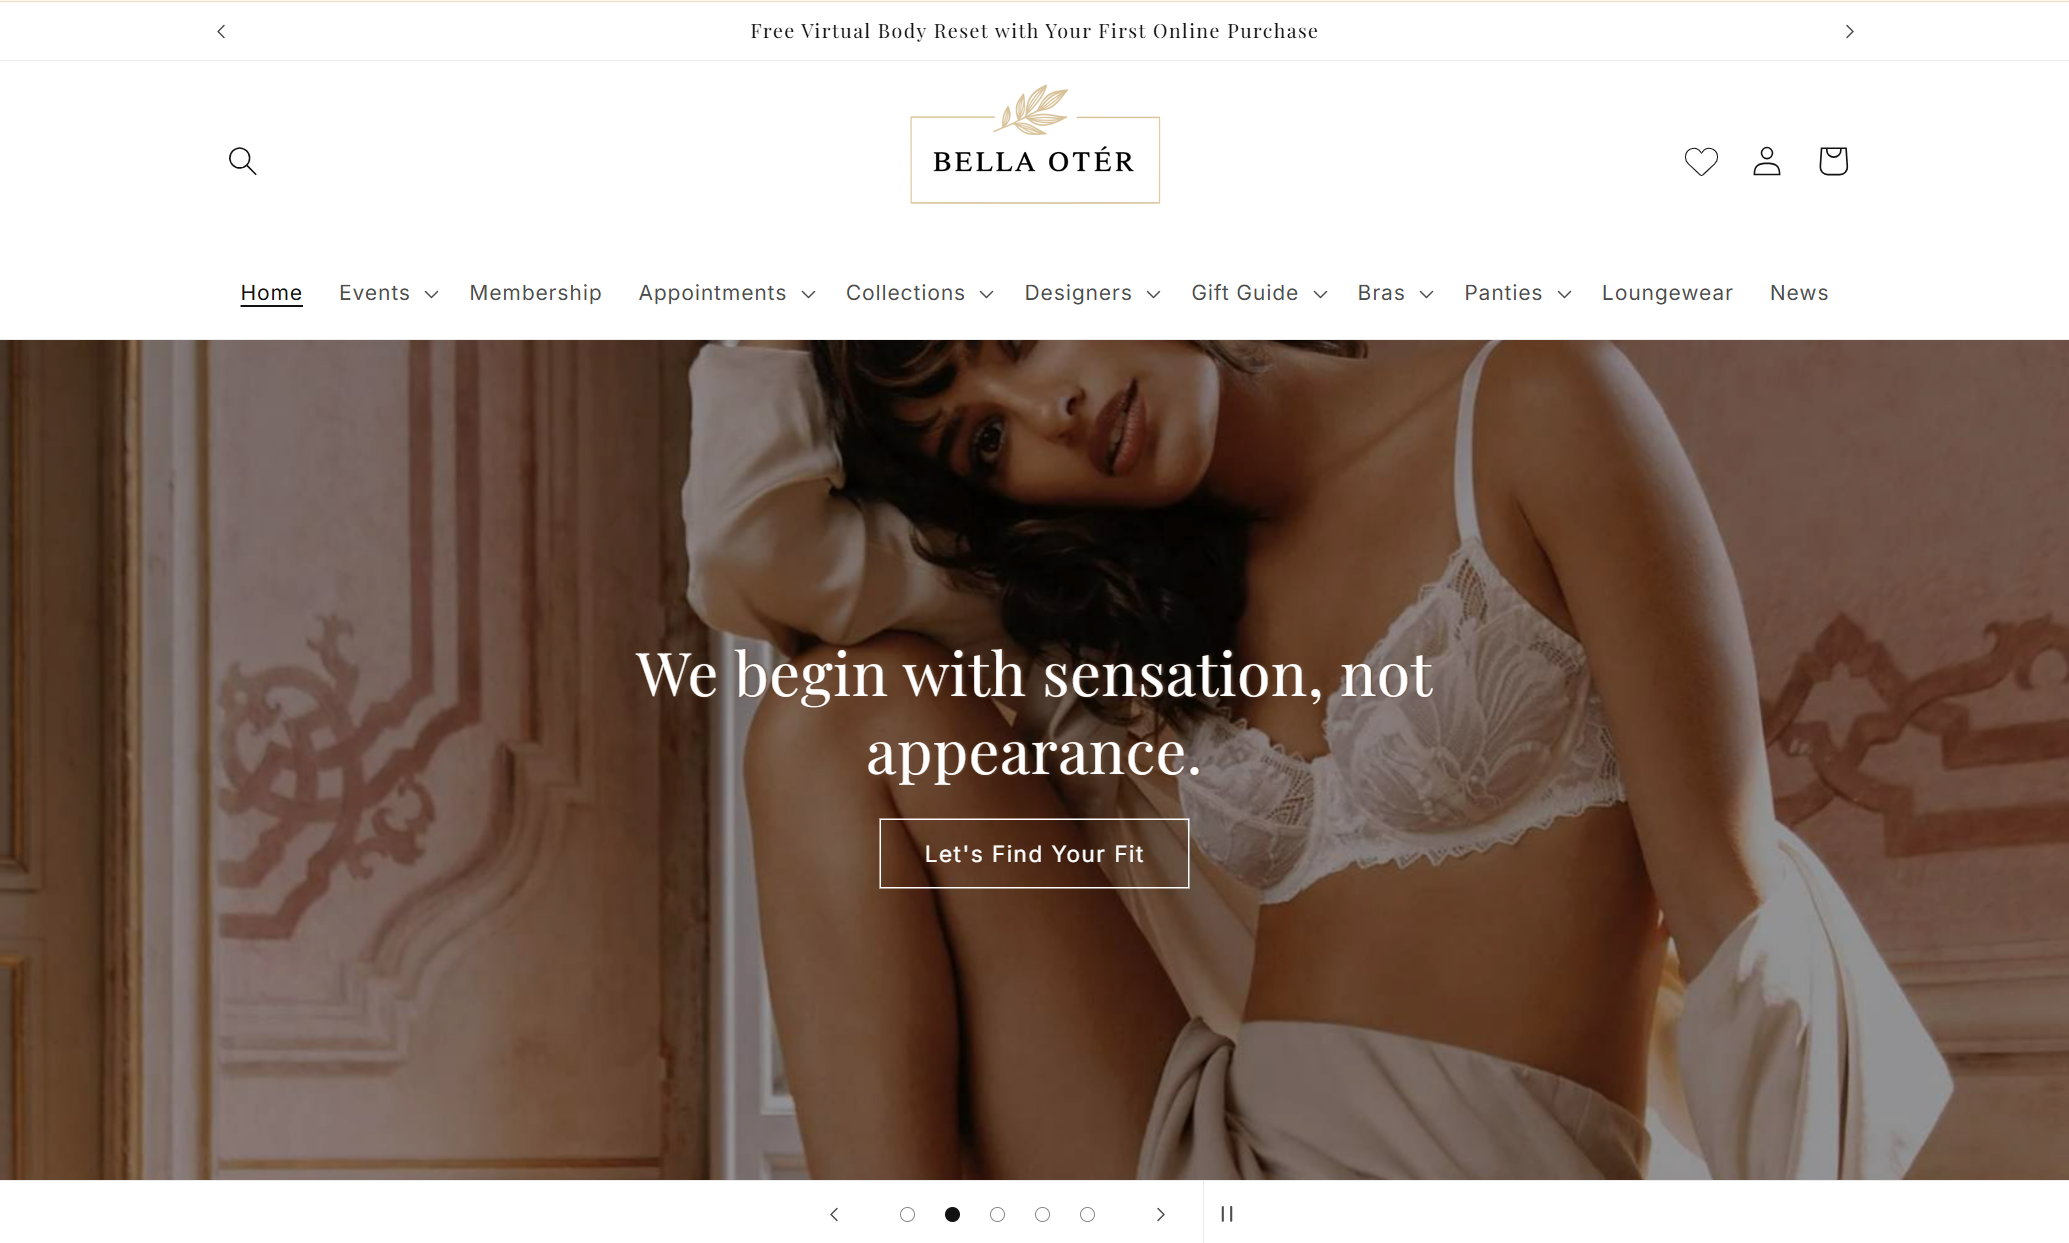 Free Virtual Body Reset with Your First Online Purchase
BELLA OTÉR
Home Events Membership Appointments Collections Designers Gift Guide Bras Panties Loungewear News
We begin with sensation, not
appearance.
Let's Find Your Fit